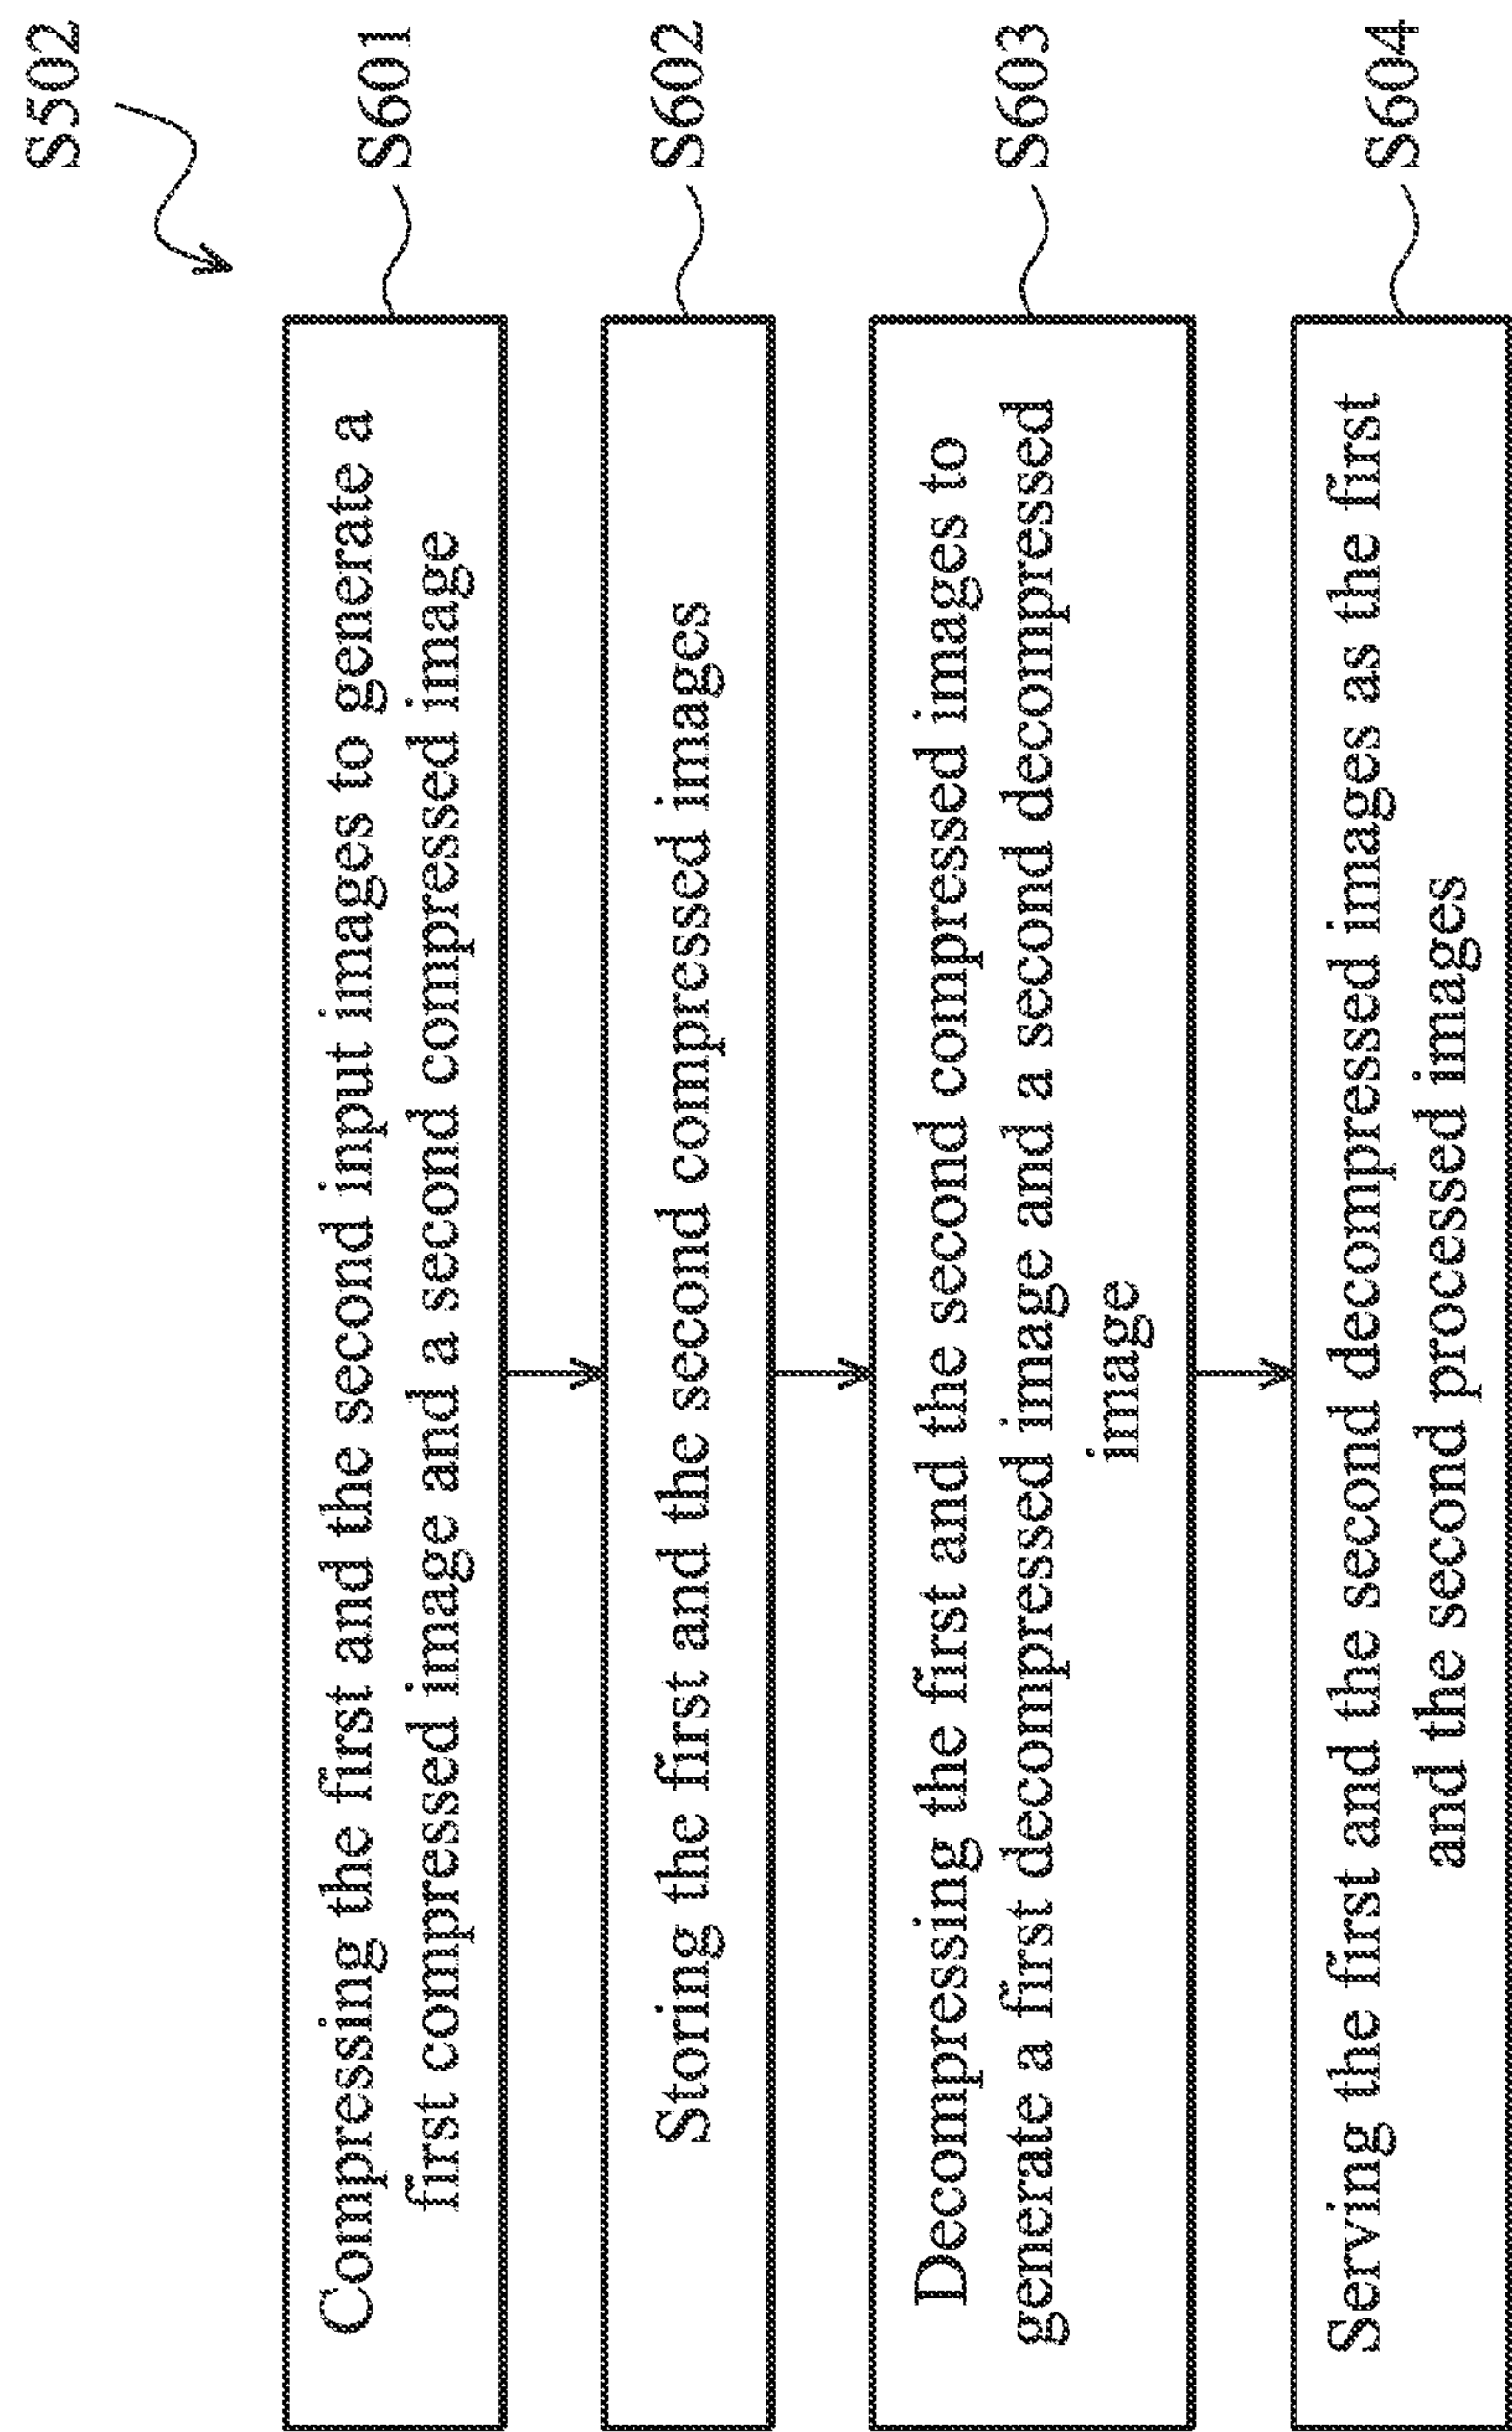 S502
Compressing the first and the second input images to generate a
first compressed image and a second compressed image
S601
Storing the first and the second compressed images
S602
Decompressing the first and the second compressed images to
generate a first decompressed image and a second decompressed
image
S603
Serving the first and the second decompressed images as the first
and the second processed images
S604